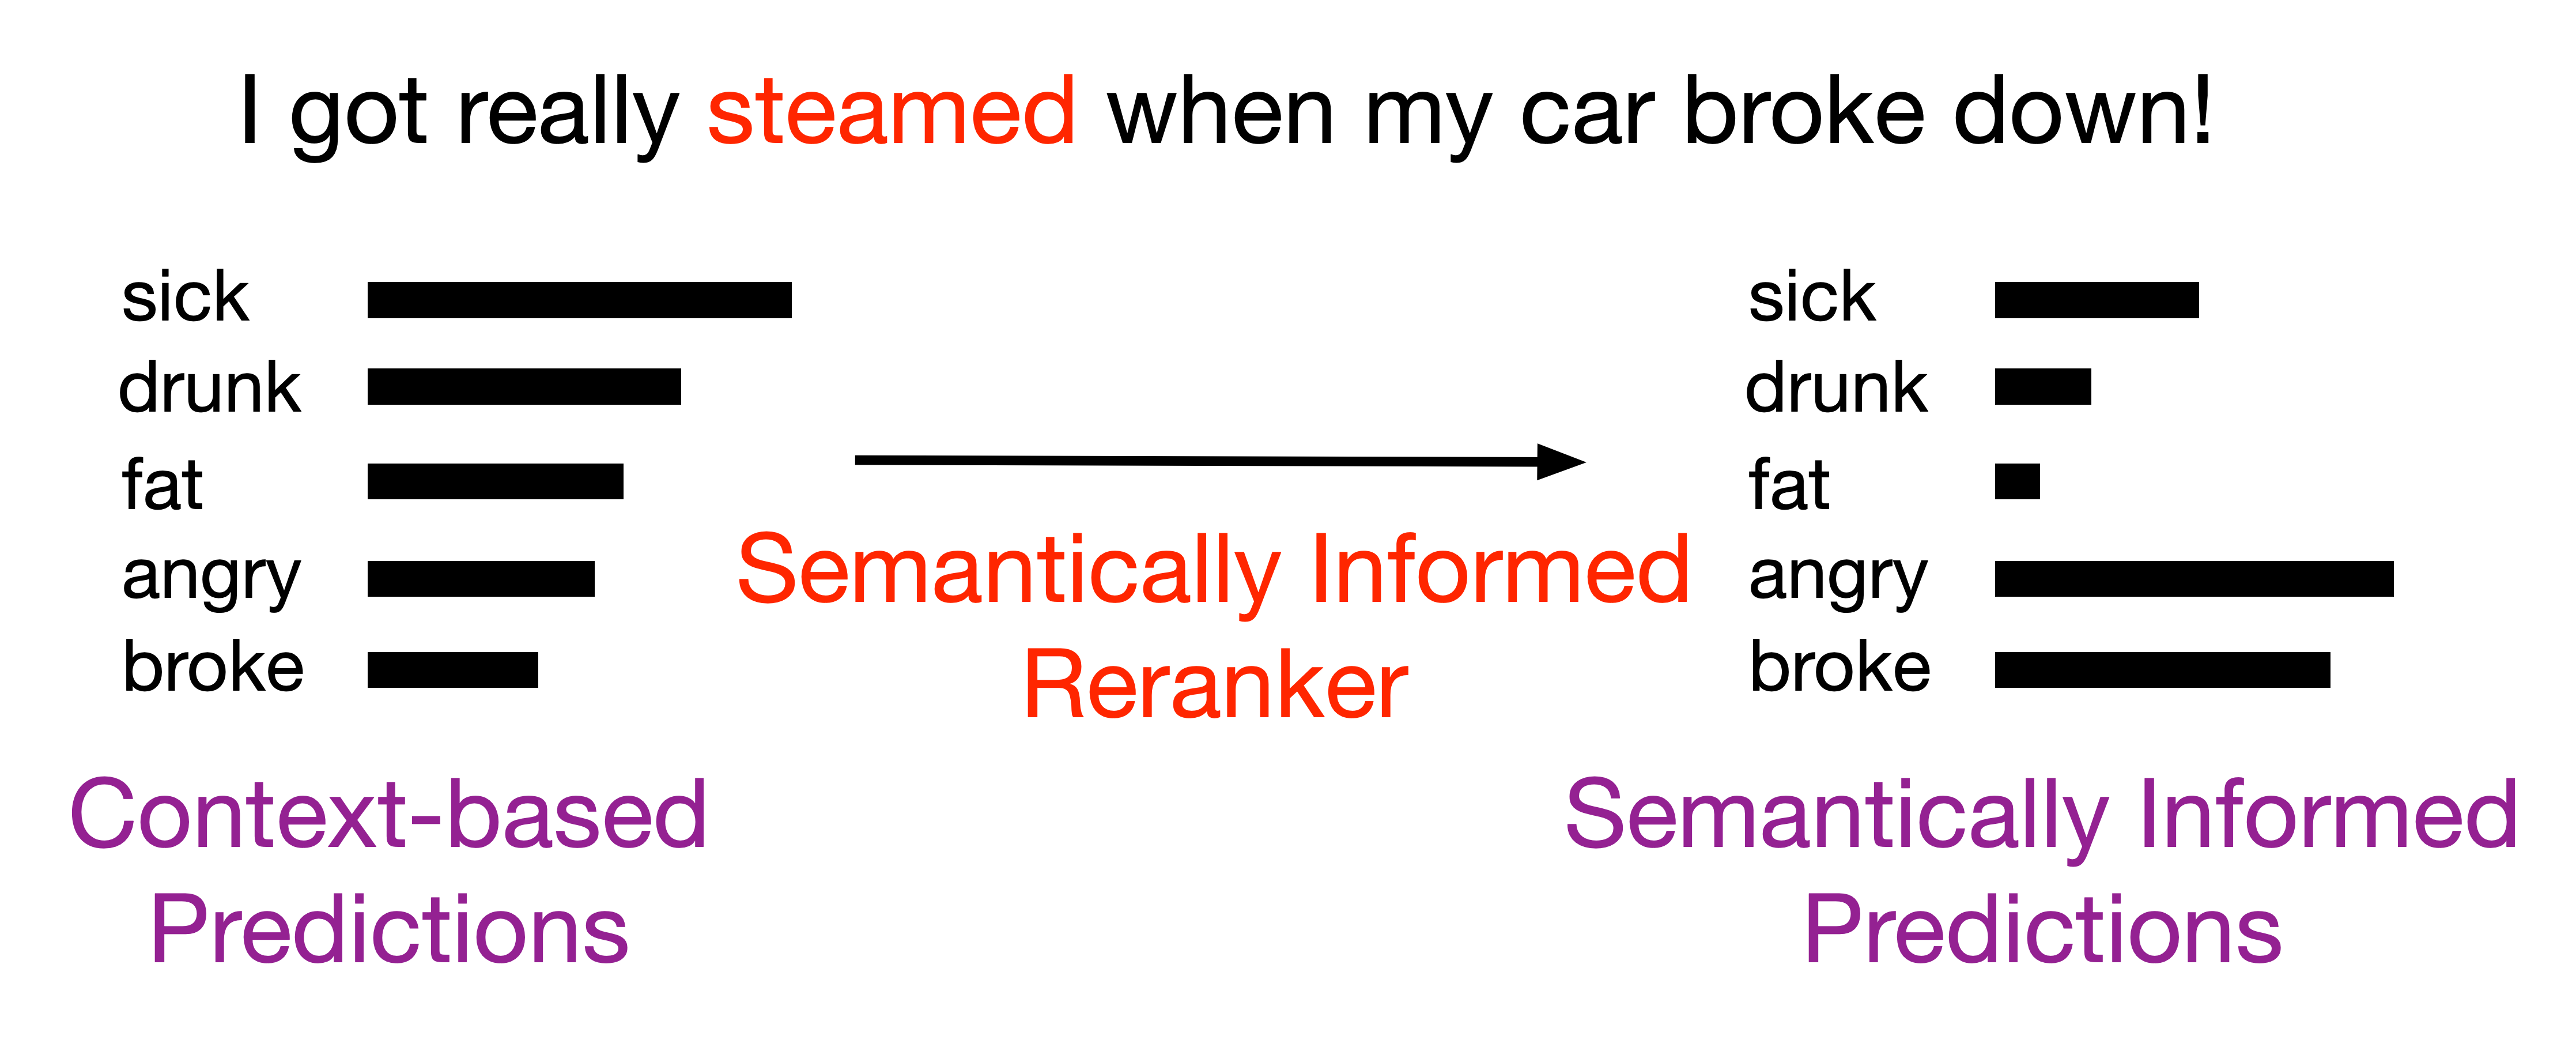 I got really steamed when my car broke down!
sick
drunk
fat
angry
broke
Context-based
Predictions
Semantically Informed
Reranker
sick
drunk
fat
angry
broke
Semantically Informed
Predictions